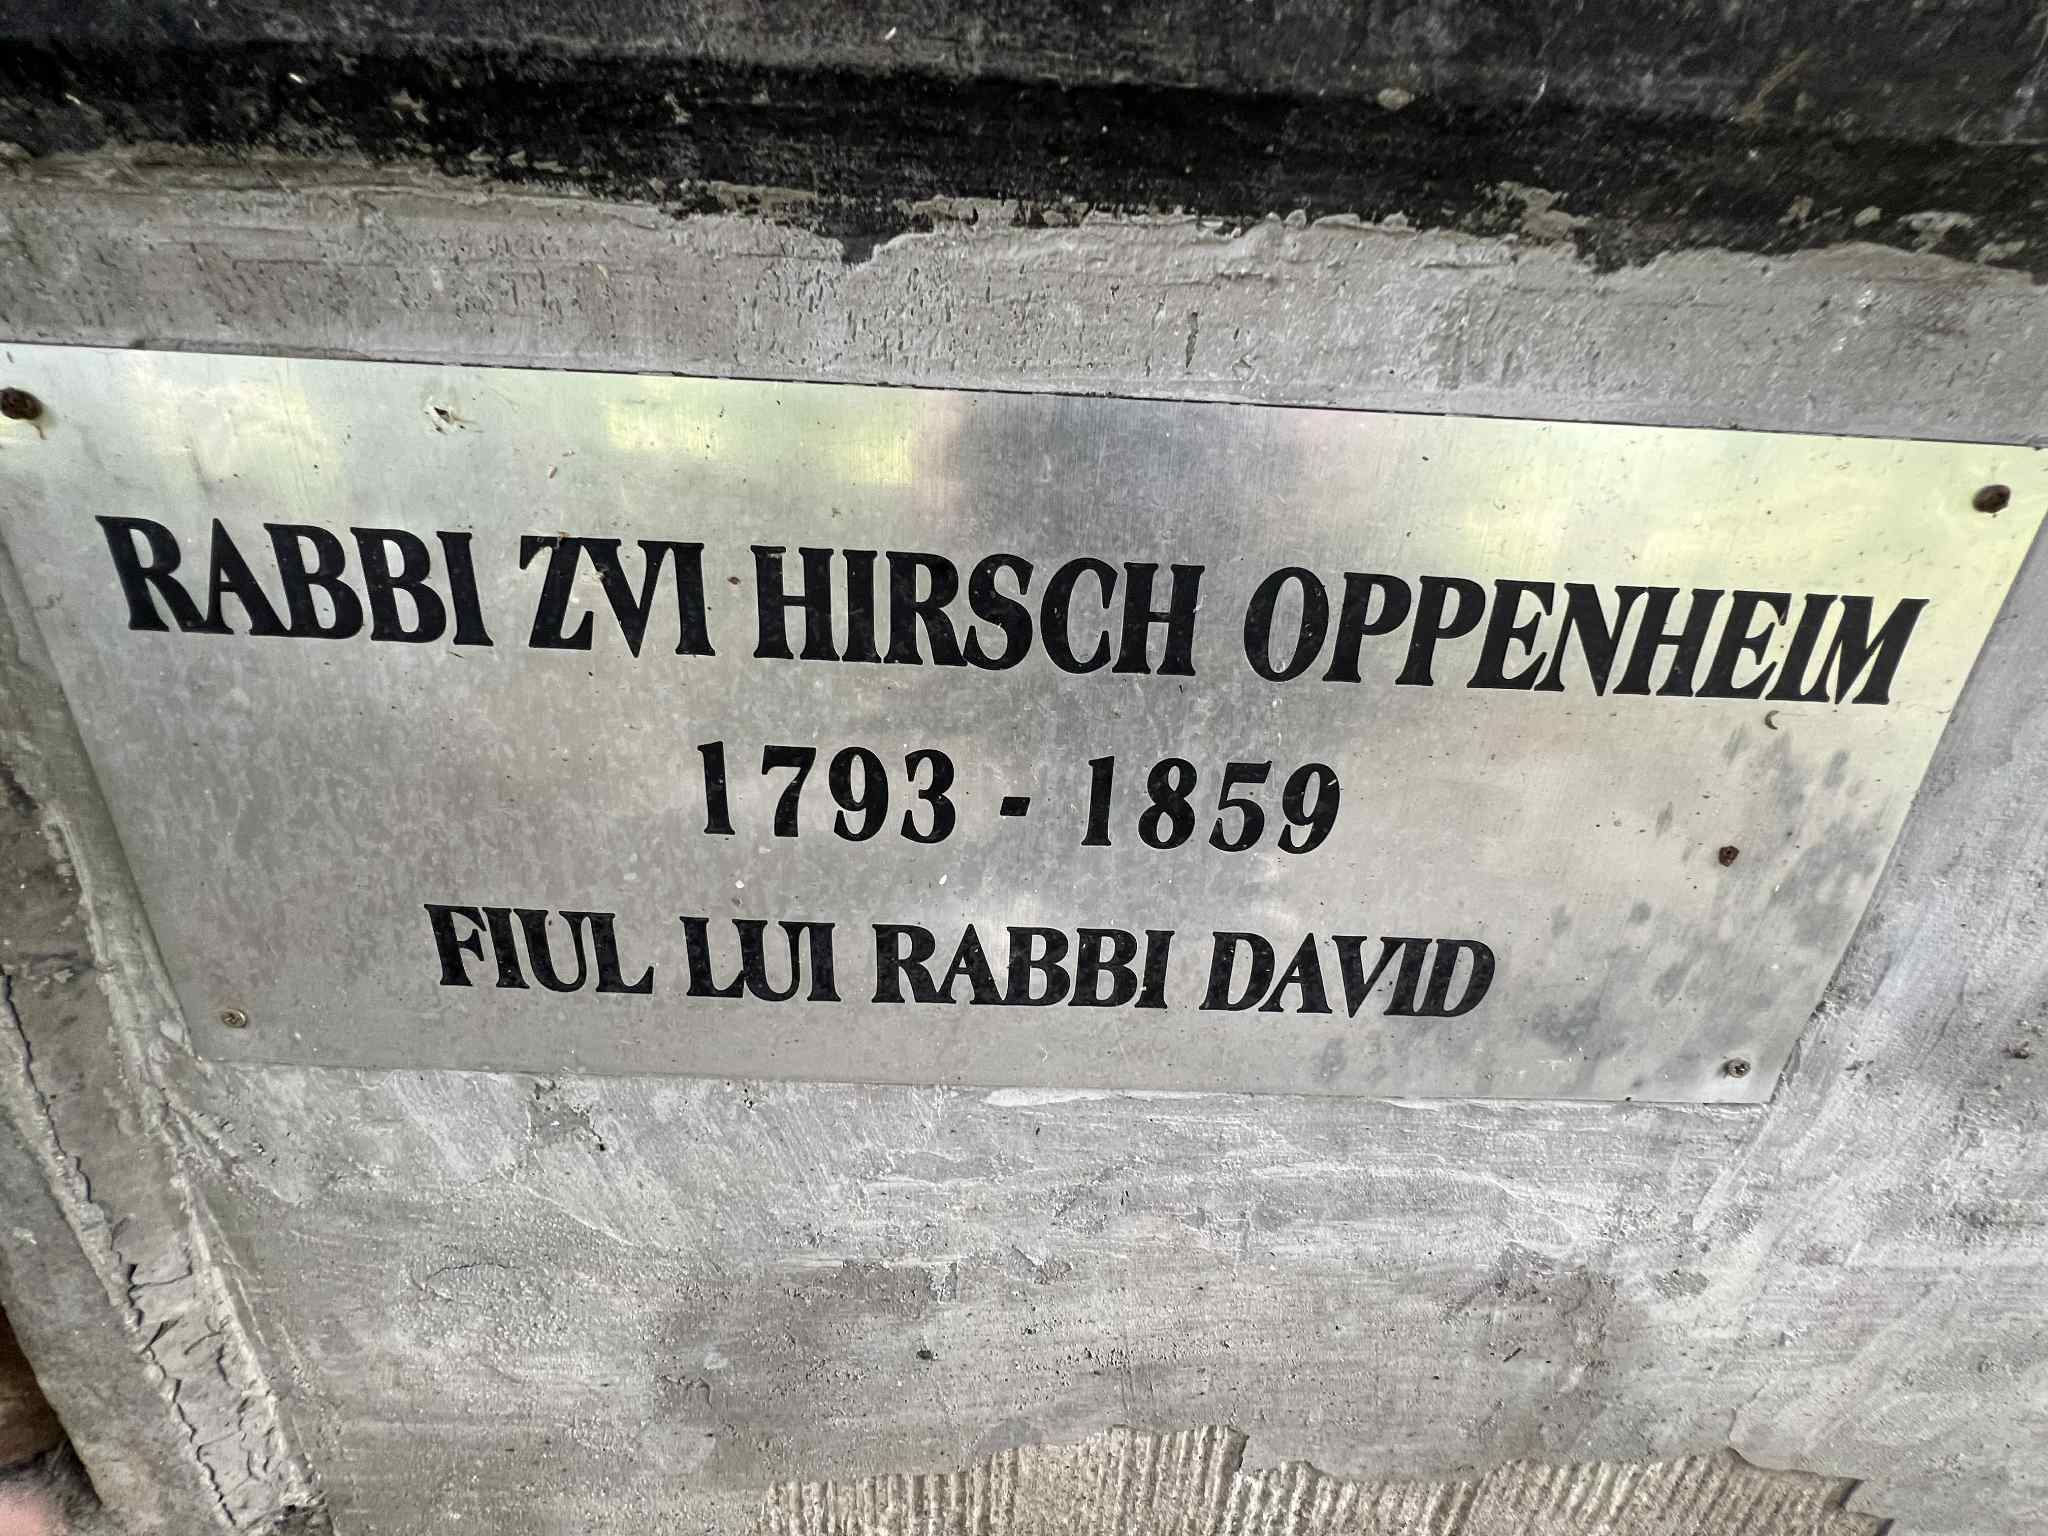 RABBI ZVI HIRSCH OPPENHEIM
1793 - 1859
FIUL LUI RABBI DAVID